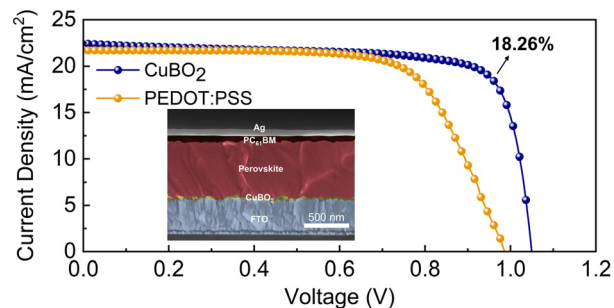 25
20
15
10
5
0
Current Density (mA/cm²)
18.26%
CuBO₂
PEDOT:PSS
Ag
PC₆₁BM
Perovskite
CuBO₂
FTO
500 nm
0.0 0.2 0.4 0.6 0.8 1.0 1.2
Voltage (V)